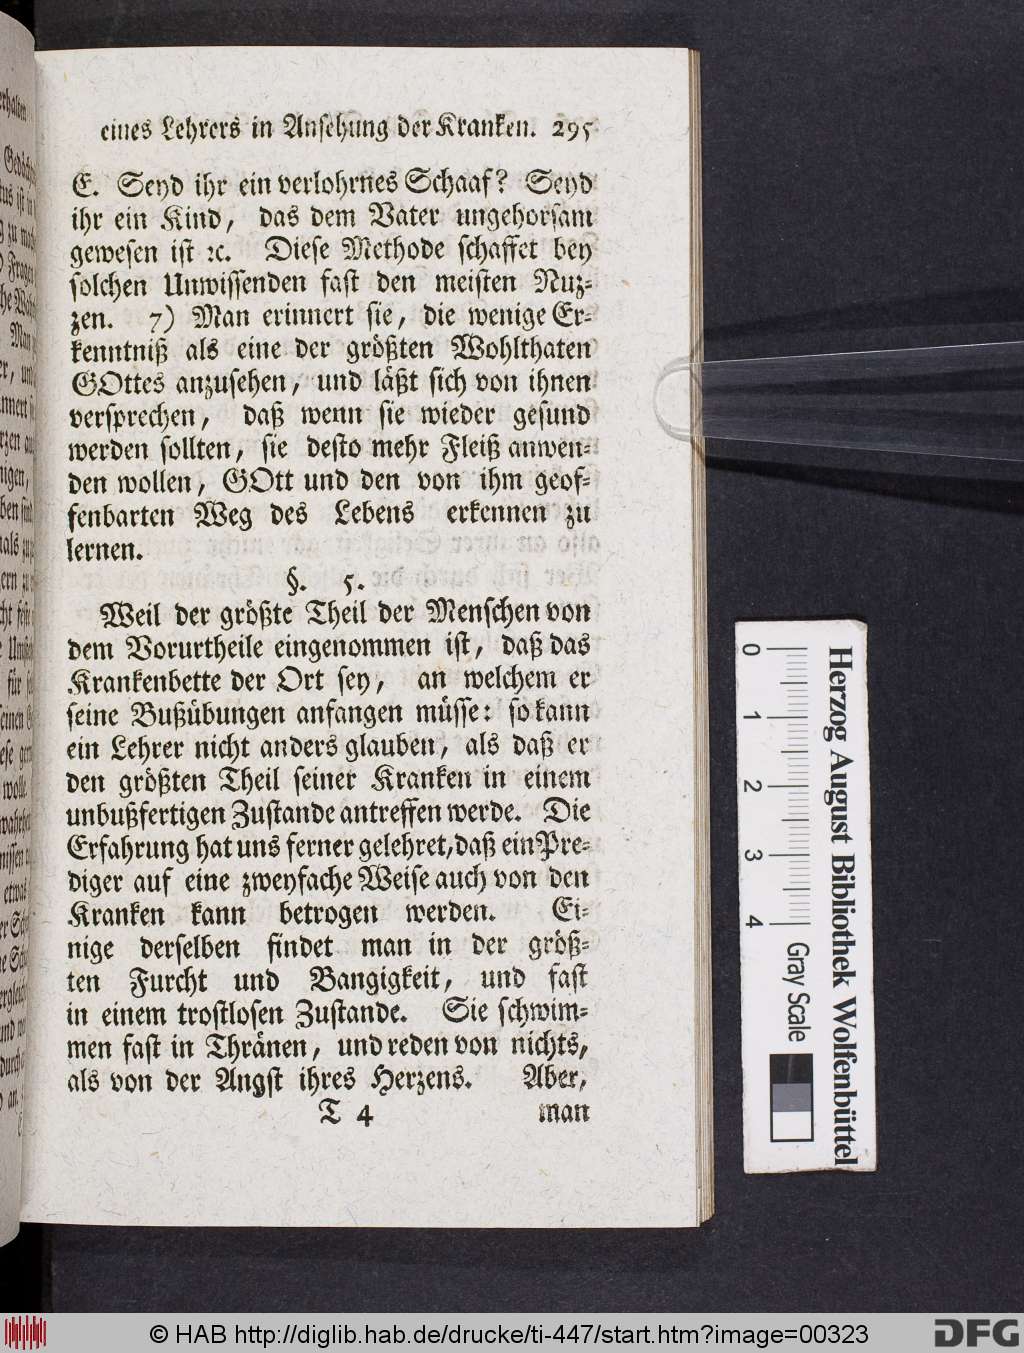 eines Lehrers in Ansehung der Kranken. 295
E. Seyd ihr ein verlohrnes Schaaf? Seyd
ihr ein Kind, das dem Vater ungehorsam
gewesen ist ꝛc. Diese Methode schaffet bey
solchen Unwissenden fast den meisten Nuz-
zen. 7) Man erinnert sie, die wenige Er-
kenntniß als eine der größten Wohlthaten
GOttes anzusehen, und läßt sich von ihnen
versprechen, daß wenn sie wieder gesund
werden sollten, sie desto mehr Fleiß anwen-
den wollen, GOtt und den von ihm geof-
fenbarten Weg des Lebens erkennen zu
lernen.
§. 5.
Weil der größte Theil der Menschen von
dem Vorurtheile eingenommen ist, daß das
Krankenbette der Ort sey, an welchem er
seine Bußübungen anfangen müsse: so kann
ein Lehrer nicht anders glauben, als daß er
den größten Theil seiner Kranken in einem
unbußfertigen Zustande antreffen werde. Die
Erfahrung hat uns ferner gelehret, daß ein Pre-
diger auf eine zweyfache Weise auch von den
Kranken kann betrogen werden. Ei-
nige derselben findet man in der größ-
ten Furcht und Bangigkeit, und fast
in einem trostlosen Zustande. Sie schwim-
men fast in Thränen, und reden von nichts,
als von der Angst ihres Herzens. Aber,
T 4 man
Herzog August Bibliothek Wolfenbüttel
0 1 2 3 4 Gray Scale
© HAB http://diglib.hab.de/drucke/ti-447/start.htm?image=00323
DFG